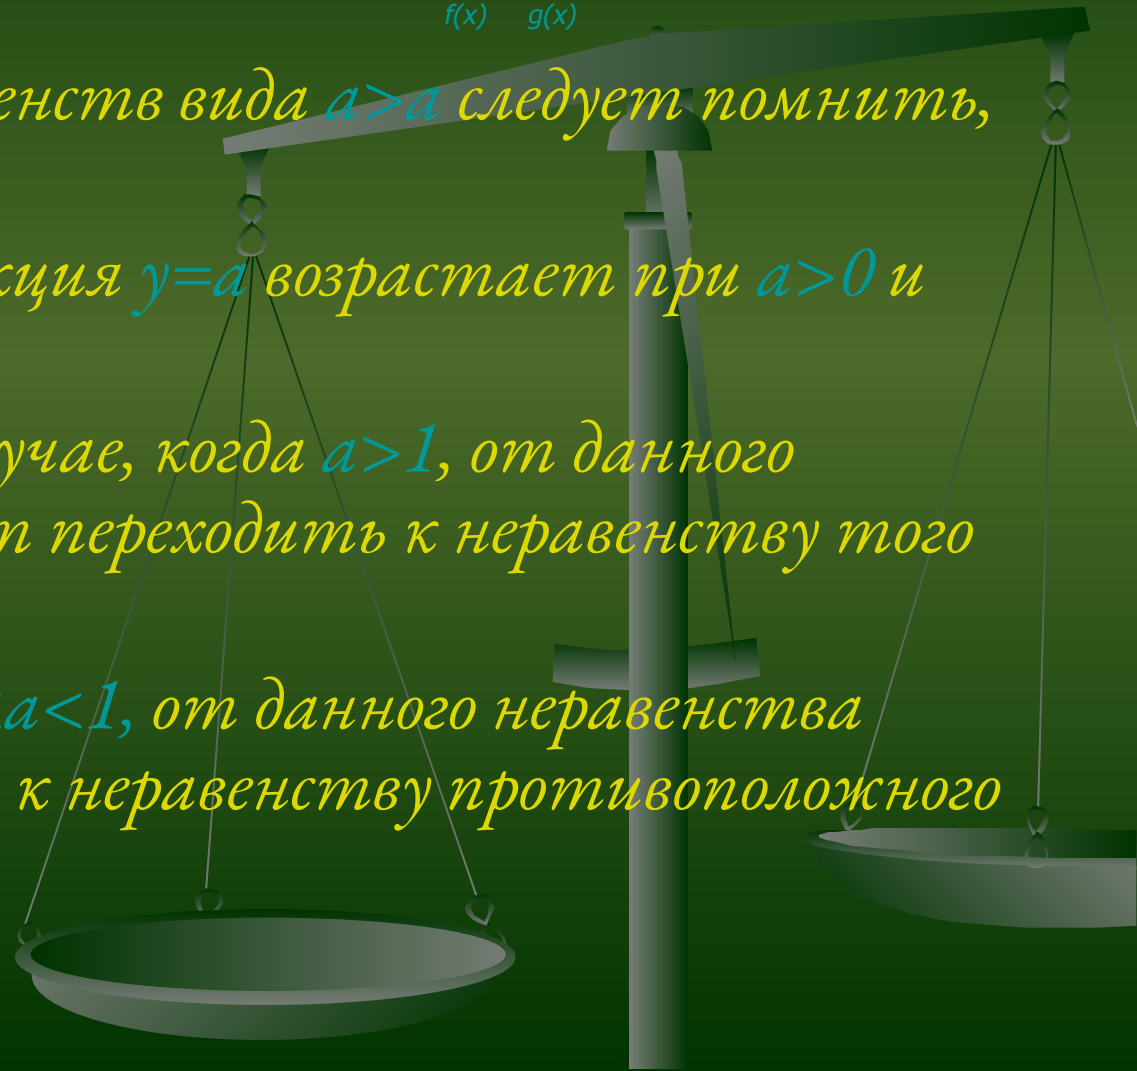 f(x) g(x)
енств вида a>a следует помнить,
кция y=a возрастает при a>0 и
учае, когда a>1, от данного
т переходить к неравенству того
a<1, от данного неравенства
к неравенству противоположного